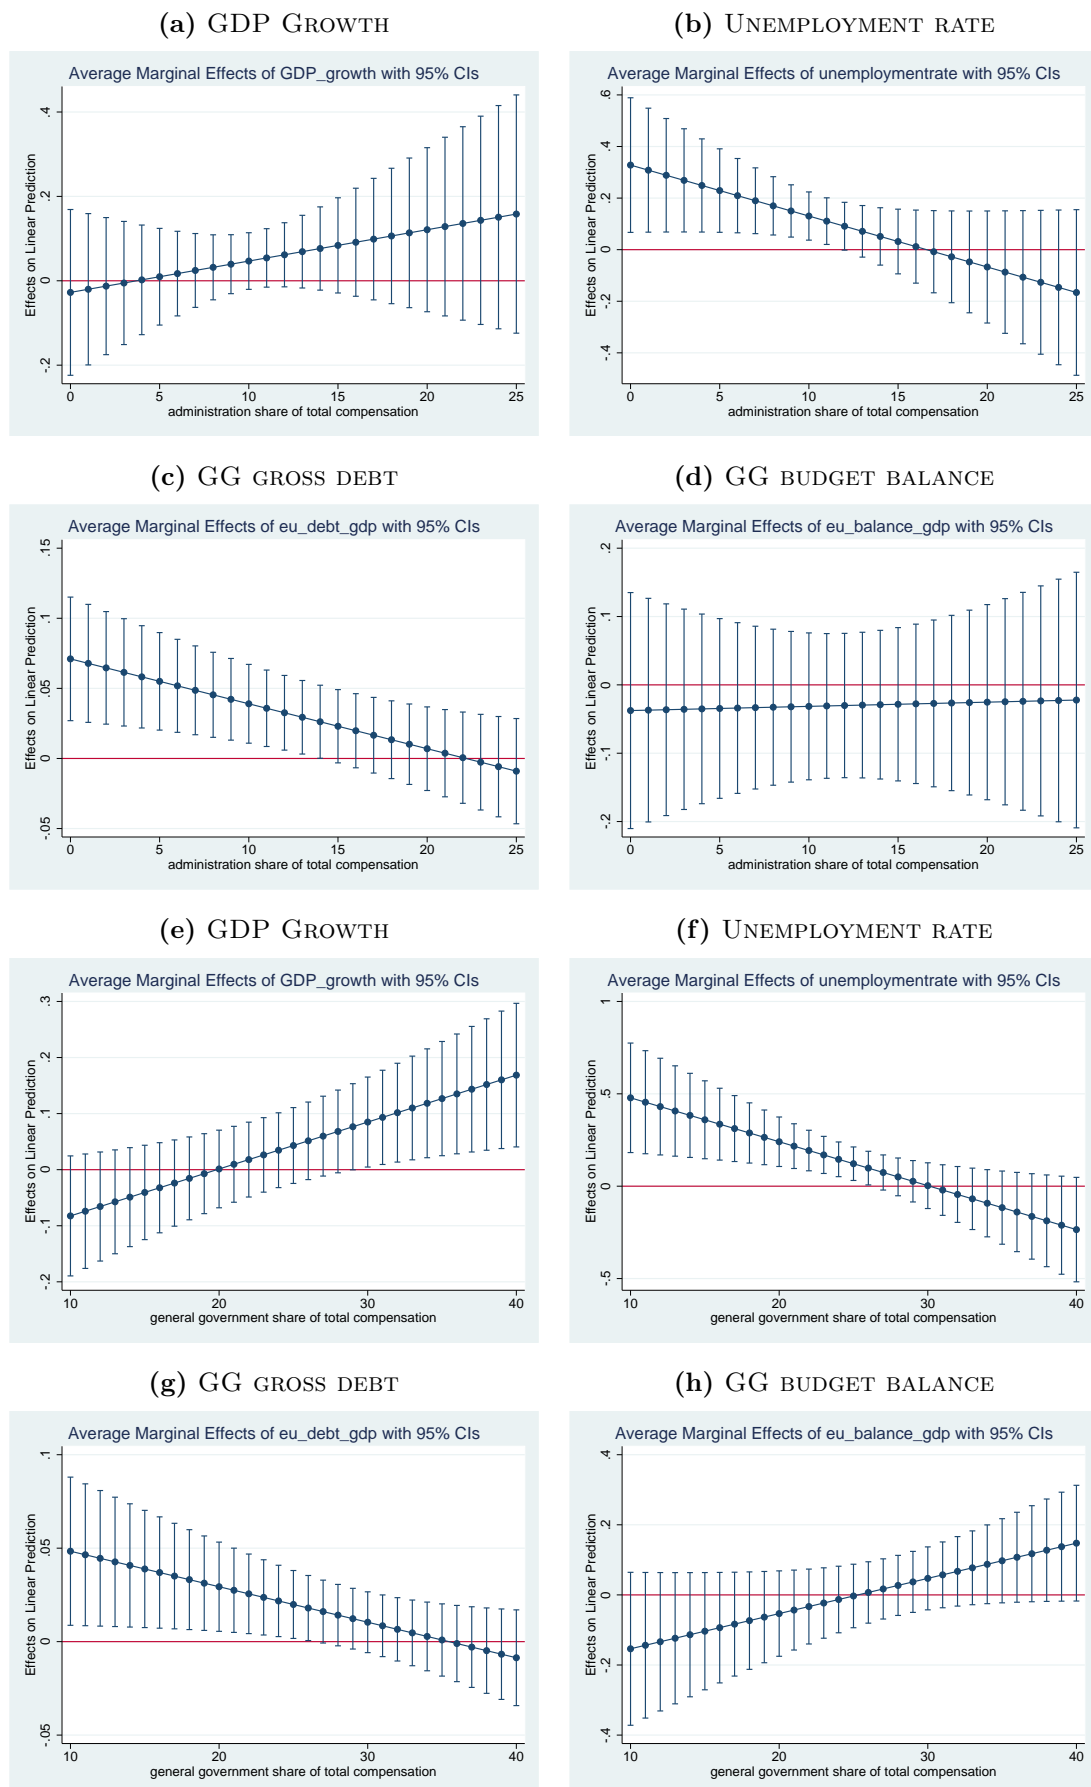 (a) GDP Growth
(b) Unemployment rate
Average Marginal Effects of GDP_growth with 95% CIs
Effects on Linear Prediction
.4
.2
0
-.2
0 5 10 15 20 25
administration share of total compensation
Average Marginal Effects of unemploymentrate with 95% CIs
Effects on Linear Prediction
.6
.4
.2
0
-.2
-.4
0 5 10 15 20 25
administration share of total compensation
(c) GG gross debt
(d) GG budget balance
Average Marginal Effects of eu_debt_gdp with 95% CIs
Effects on Linear Prediction
.15
.1
.05
0
-.05
0 5 10 15 20 25
administration share of total compensation
Average Marginal Effects of eu_balance_gdp with 95% CIs
Effects on Linear Prediction
.2
.1
0
-.1
-.2
0 5 10 15 20 25
administration share of total compensation
(e) GDP Growth
(f) Unemployment rate
Average Marginal Effects of GDP_growth with 95% CIs
Effects on Linear Prediction
.3
.2
.1
0
-.1
-.2
10 20 30 40
general government share of total compensation
Average Marginal Effects of unemploymentrate with 95% CIs
Effects on Linear Prediction
1
.5
0
-.5
10 20 30 40
general government share of total compensation
(g) GG gross debt
(h) GG budget balance
Average Marginal Effects of eu_debt_gdp with 95% CIs
Effects on Linear Prediction
.1
.05
0
-.05
10 20 30 40
general government share of total compensation
Average Marginal Effects of eu_balance_gdp with 95% CIs
Effects on Linear Prediction
.4
.2
0
-.2
-.4
10 20 30 40
general government share of total compensation